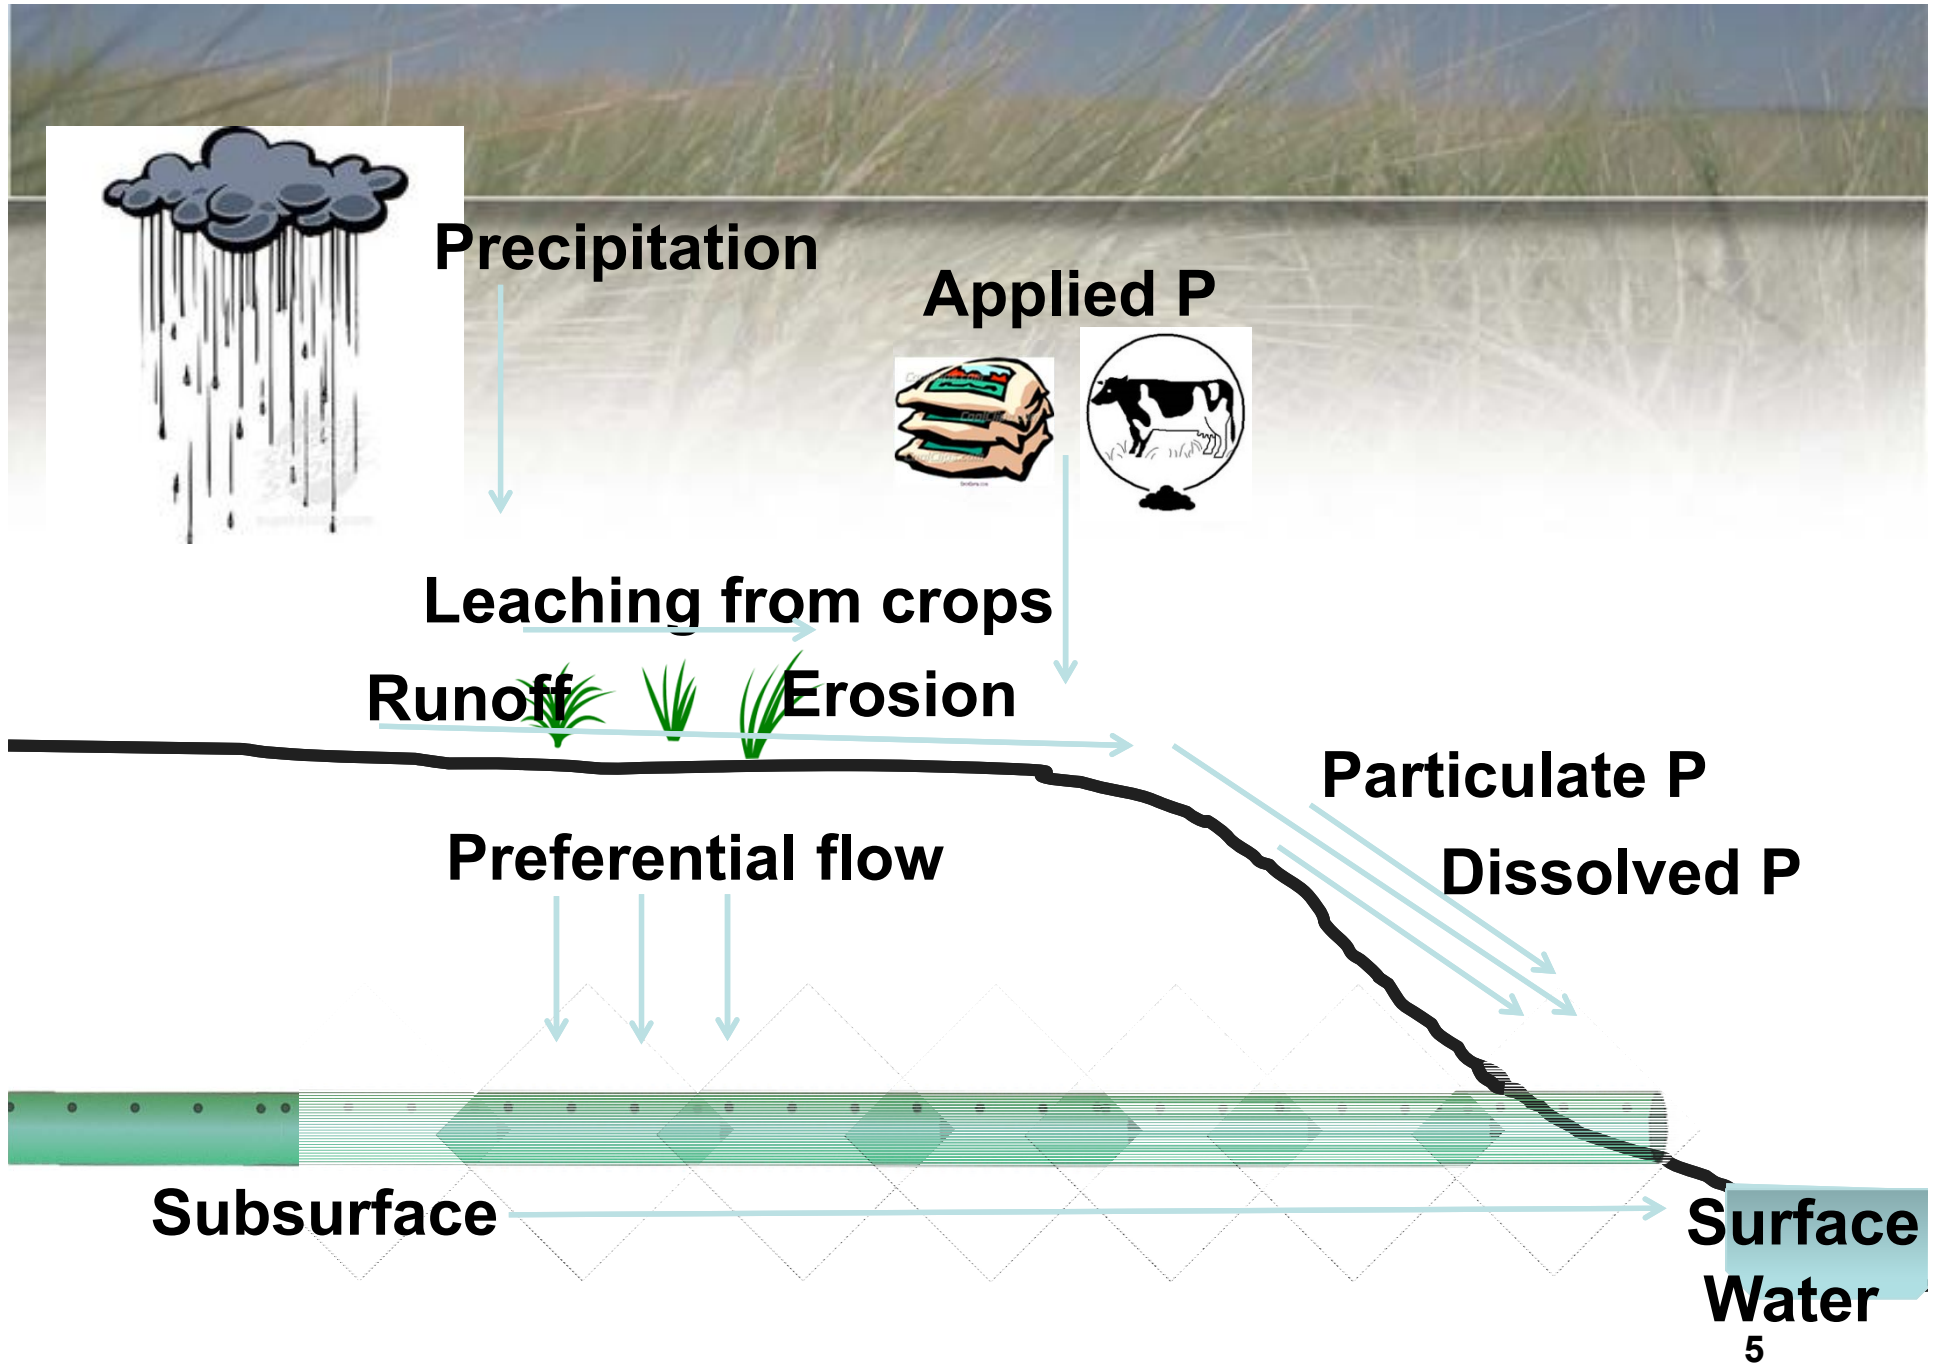 Precipitation
Applied P
Leaching from crops
Runoff
Erosion
Particulate P
Dissolved P
Preferential flow
Subsurface
Surface
Water
5